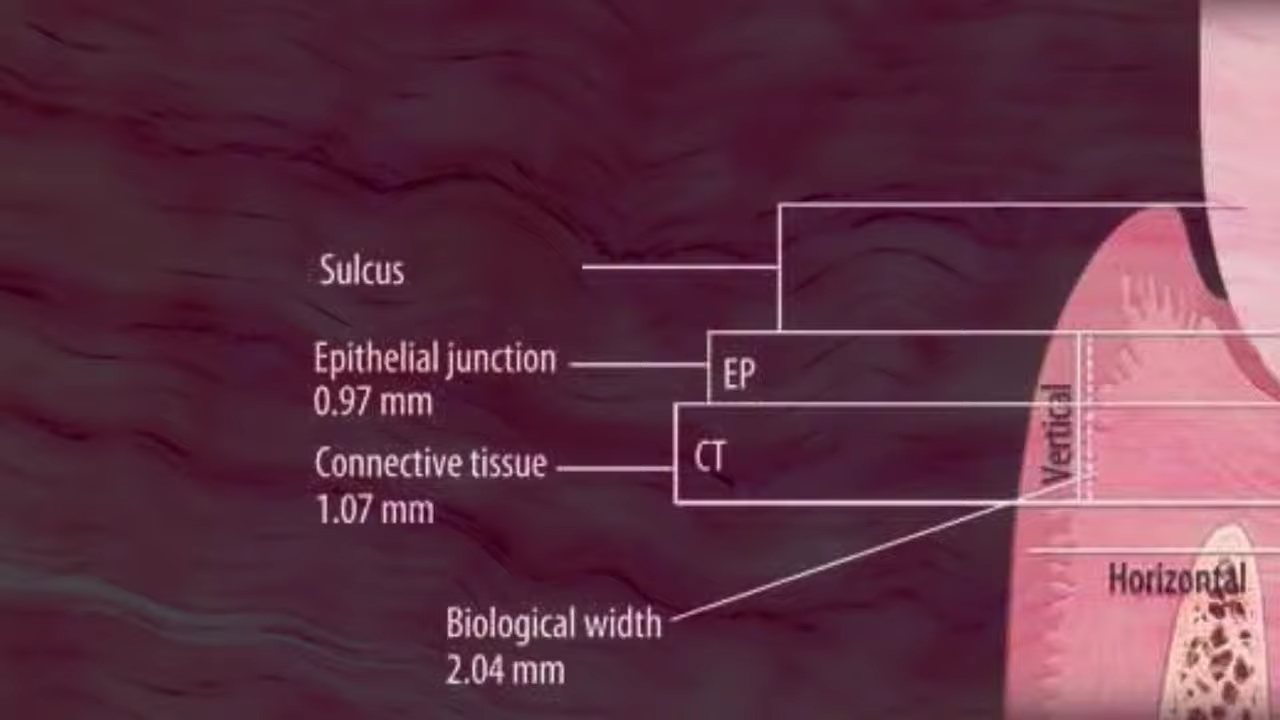 Sulcus
Epithelial junction
0.97 mm
EP
Connective tissue
1.07 mm
CT
Vertical
Horizontal
Biological width
2.04 mm